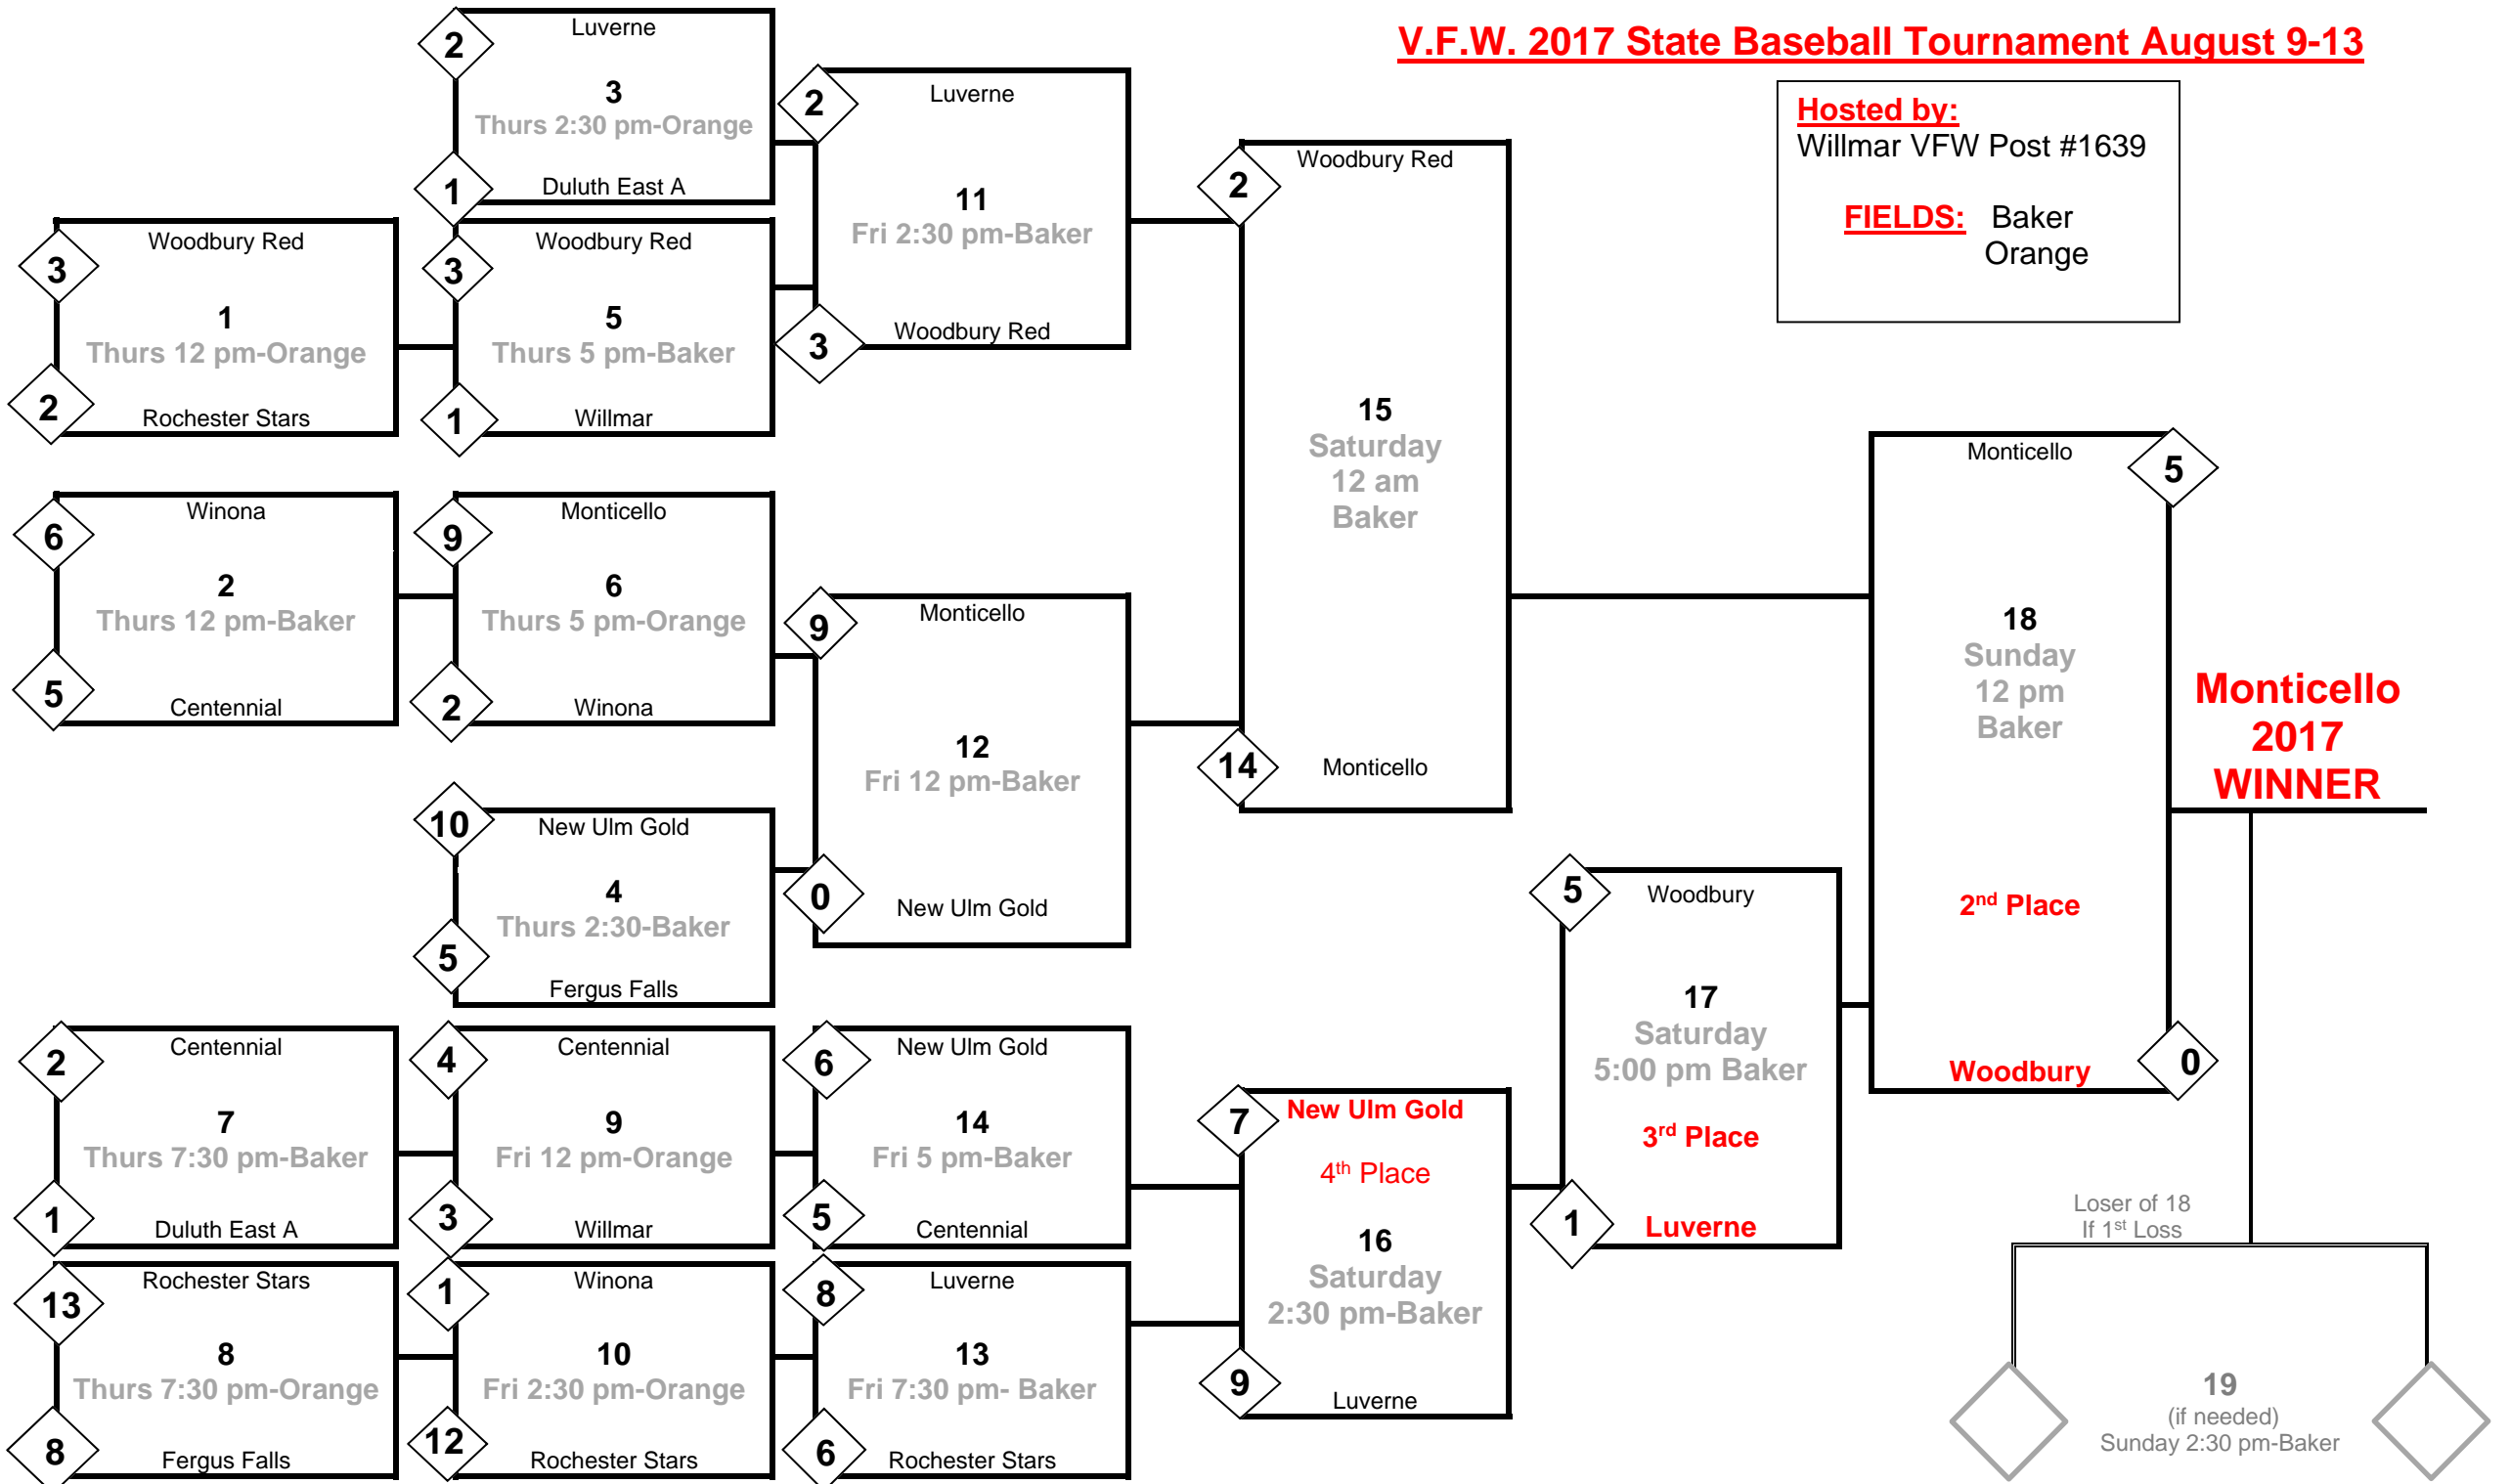 V.F.W. 2017 State Baseball Tournament August 9-13
Hosted by:
Willmar VFW Post #1639
FIELDS: Baker
Orange
3
Woodbury Red
1
Thurs 12 pm-Orange
2
Rochester Stars
6
Winona
2
Thurs 12 pm-Baker
5
Centennial
2
Centennial
7
Thurs 7:30 pm-Baker
1
Duluth East A
13
Rochester Stars
8
Thurs 7:30 pm-Orange
8
Fergus Falls
2
Luverne
3
Thurs 2:30 pm-Orange
1
Duluth East A
3
Woodbury Red
5
Thurs 5 pm-Baker
1
Willmar
9
Monticello
6
Thurs 5 pm-Orange
2
Winona
10
New Ulm Gold
4
Thurs 2:30-Baker
5
Fergus Falls
4
Centennial
9
Fri 12 pm-Orange
3
Willmar
1
Winona
10
Fri 2:30 pm-Orange
12
Rochester Stars
2
Luverne
11
Fri 2:30 pm-Baker
3
Woodbury Red
9
Monticello
12
Fri 12 pm-Baker
0
New Ulm Gold
6
New Ulm Gold
14
Fri 5 pm-Baker
5
Centennial
8
Luverne
13
Fri 7:30 pm- Baker
6
Rochester Stars
2
Woodbury Red
15
Saturday
12 am
Baker
14
Monticello
7
New Ulm Gold
4th Place
16
Saturday
2:30 pm-Baker
9
Luverne
5
Woodbury
17
Saturday
5:00 pm Baker
3rd Place
1
Luverne
Monticello
5
18
Sunday
12 pm
Baker
2nd Place
Woodbury
0
Monticello
2017
WINNER
Loser of 18
If 1st Loss
19
(if needed)
Sunday 2:30 pm-Baker